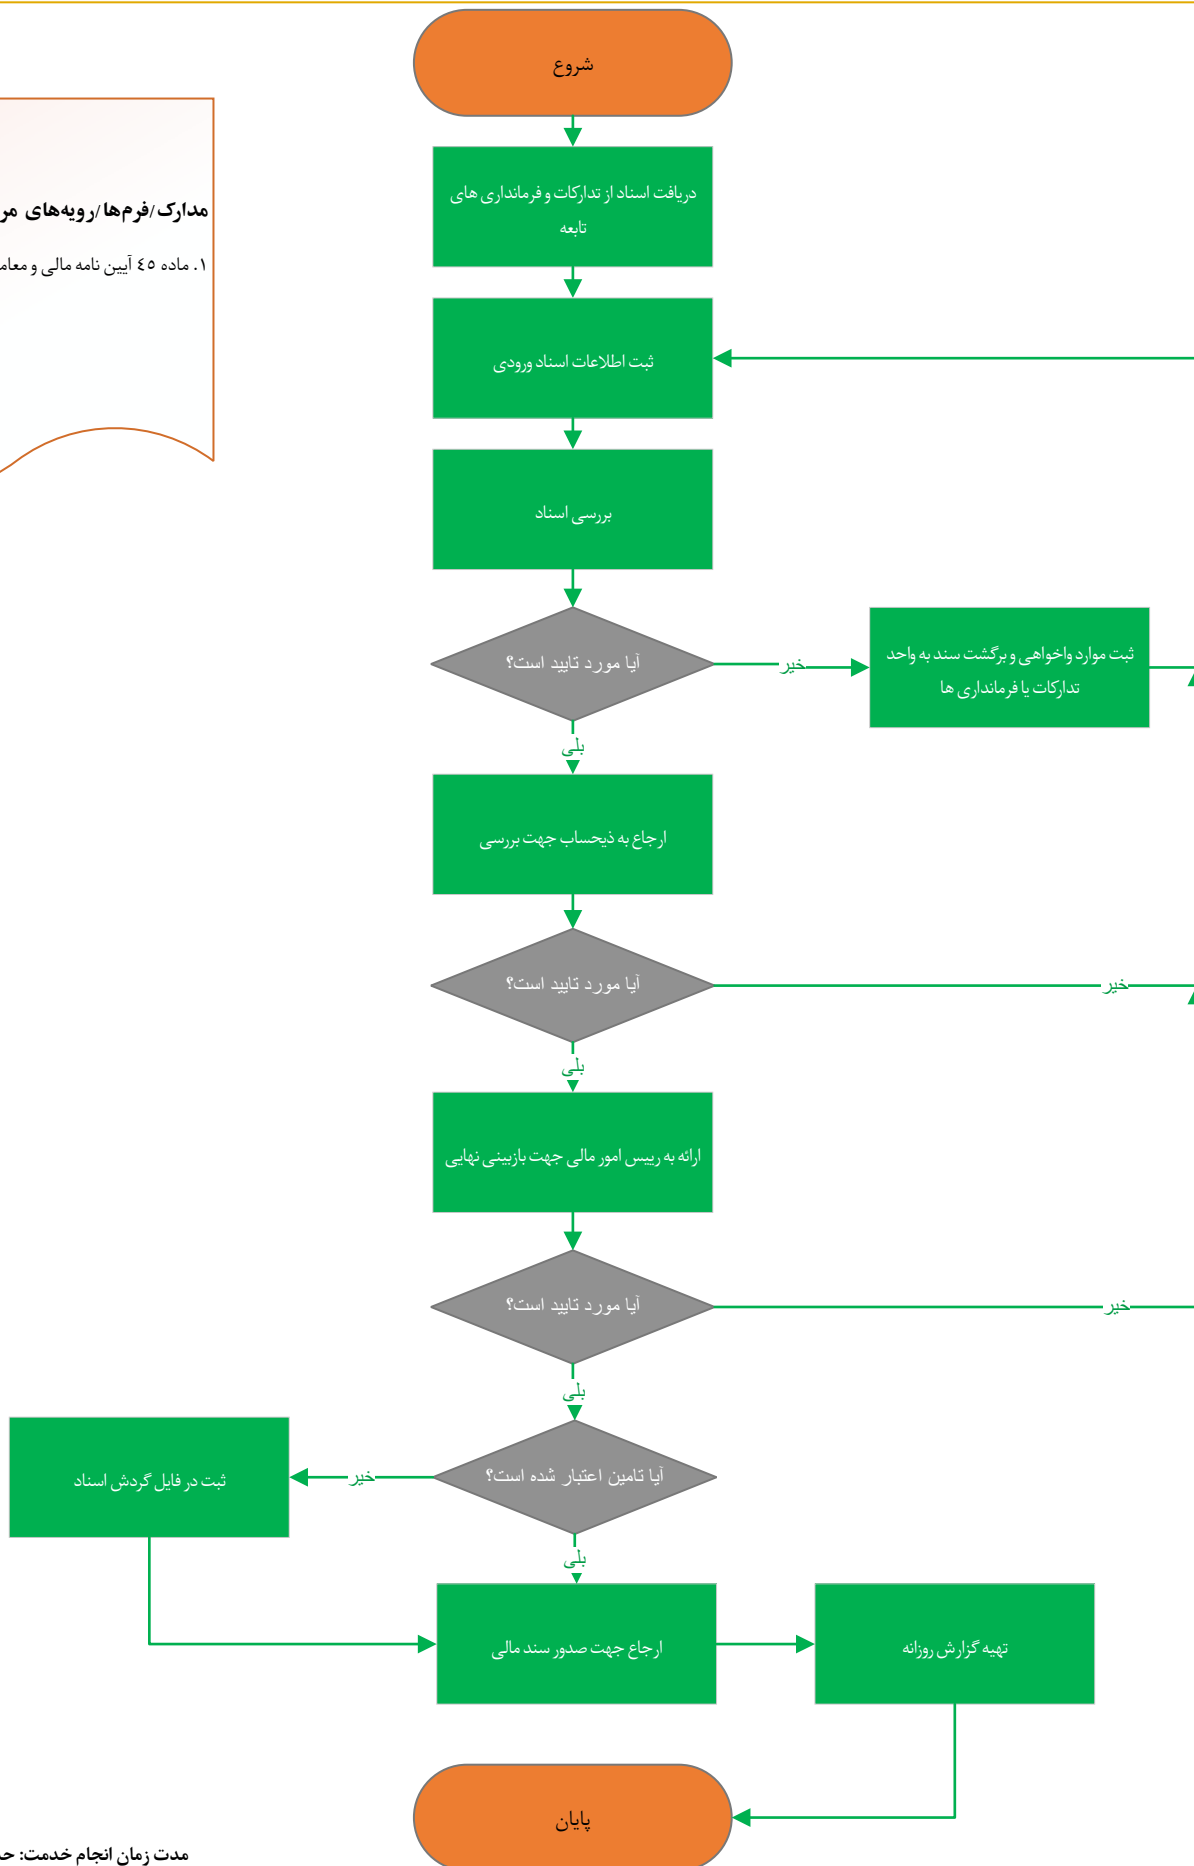 شروع
دریافت اسناد از تدارکات و فرمانداری های
تابعه
مدارک/فرم‌ها/رویه‌های
۱. ماده ٤٥ آیین نامه مالی و
ثبت اطلاعات اسناد ورودی
بررسی اسناد
آیا مورد تایید است؟
خیر
ثبت موارد واخواهی و برگشت سند به واحد
تدارکات یا فرمانداری ها
بلی
ارجاع به ذیحساب جهت بررسی
آیا مورد تایید است؟
خیر
بلی
ارائه به رییس امور مالی جهت بازبینی نهایی
آیا مورد تایید است؟
خیر
بلی
آیا تامین اعتبار شده است؟
خیر
ثبت در فایل گردش اسناد
بلی
ارجاع جهت صدور سند مالی
تهیه گزارش روزانه
پایان
مدت زمان انجام خدمت: